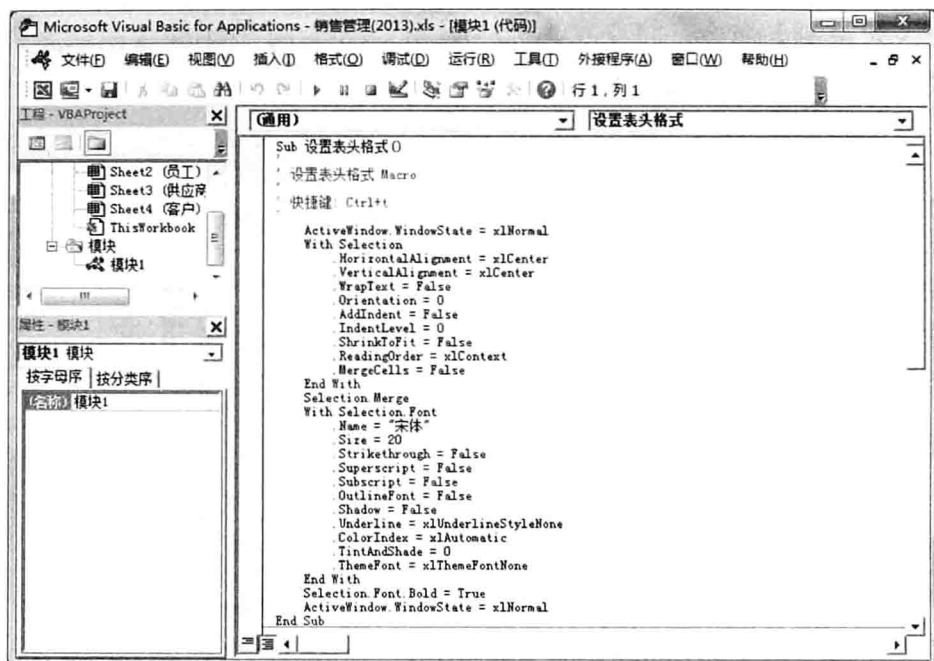 Microsoft Visual Basic for Applications - 销售管理(2013).xls - [模块1 (代码)]
文件(F) 编辑(E) 视图(V) 插入(I) 格式(O) 调试(D) 运行(R) 工具(T) 外接程序(A) 窗口(W) 帮助(H)
行 1, 列 1
工程 - VBAProject
Sheet2 (员工)
Sheet3 (供应商
Sheet4 (客户)
ThisWorkbook
模块
模块1
属性 - 模块1
模块1 模块
按字母序 按分类序
(名称) 模块1
(通用) 设置表头格式
Sub 设置表头格式()
'
' 设置表头格式 Macro
'
' 快捷键: Ctrl+t
'
ActiveWindow.WindowState = xlNormal
With Selection
.HorizontalAlignment = xlCenter
.VerticalAlignment = xlCenter
.WrapText = False
.Orientation = 0
.AddIndent = False
.IndentLevel = 0
.ShrinkToFit = False
.ReadingOrder = xlContext
.MergeCells = False
End With
Selection.Merge
With Selection.Font
.Name = "宋体"
.Size = 20
.Strikethrough = False
.Superscript = False
.Subscript = False
.OutlineFont = False
.Shadow = False
.Underline = xlUnderlineStyleNone
.ColorIndex = xlAutomatic
.TintAndShade = 0
.ThemeFont = xlThemeFontNone
End With
Selection.Font.Bold = True
ActiveWindow.WindowState = xlNormal
End Sub